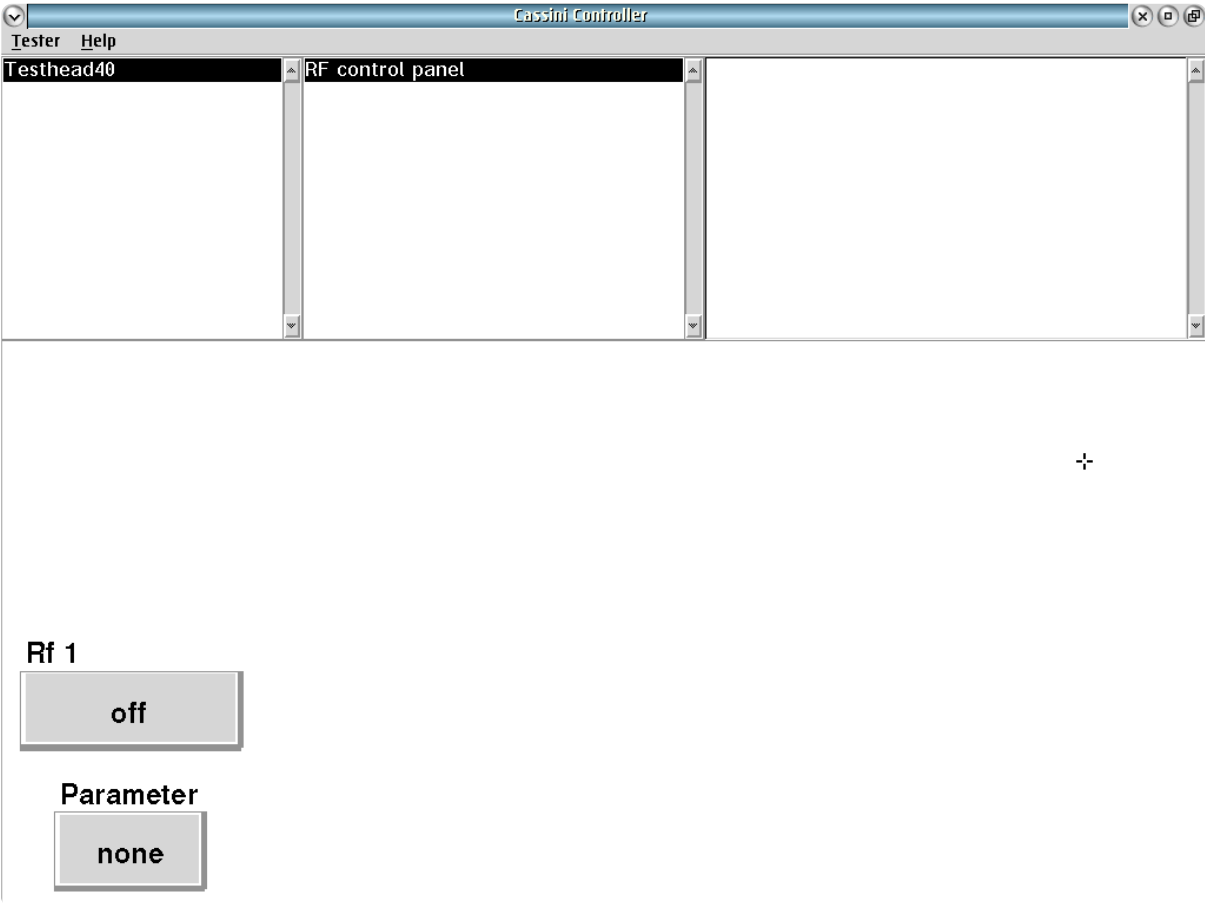 Cassini Controller
Tester Help
Testhead40
RF control panel
Rf 1
off
Parameter
none